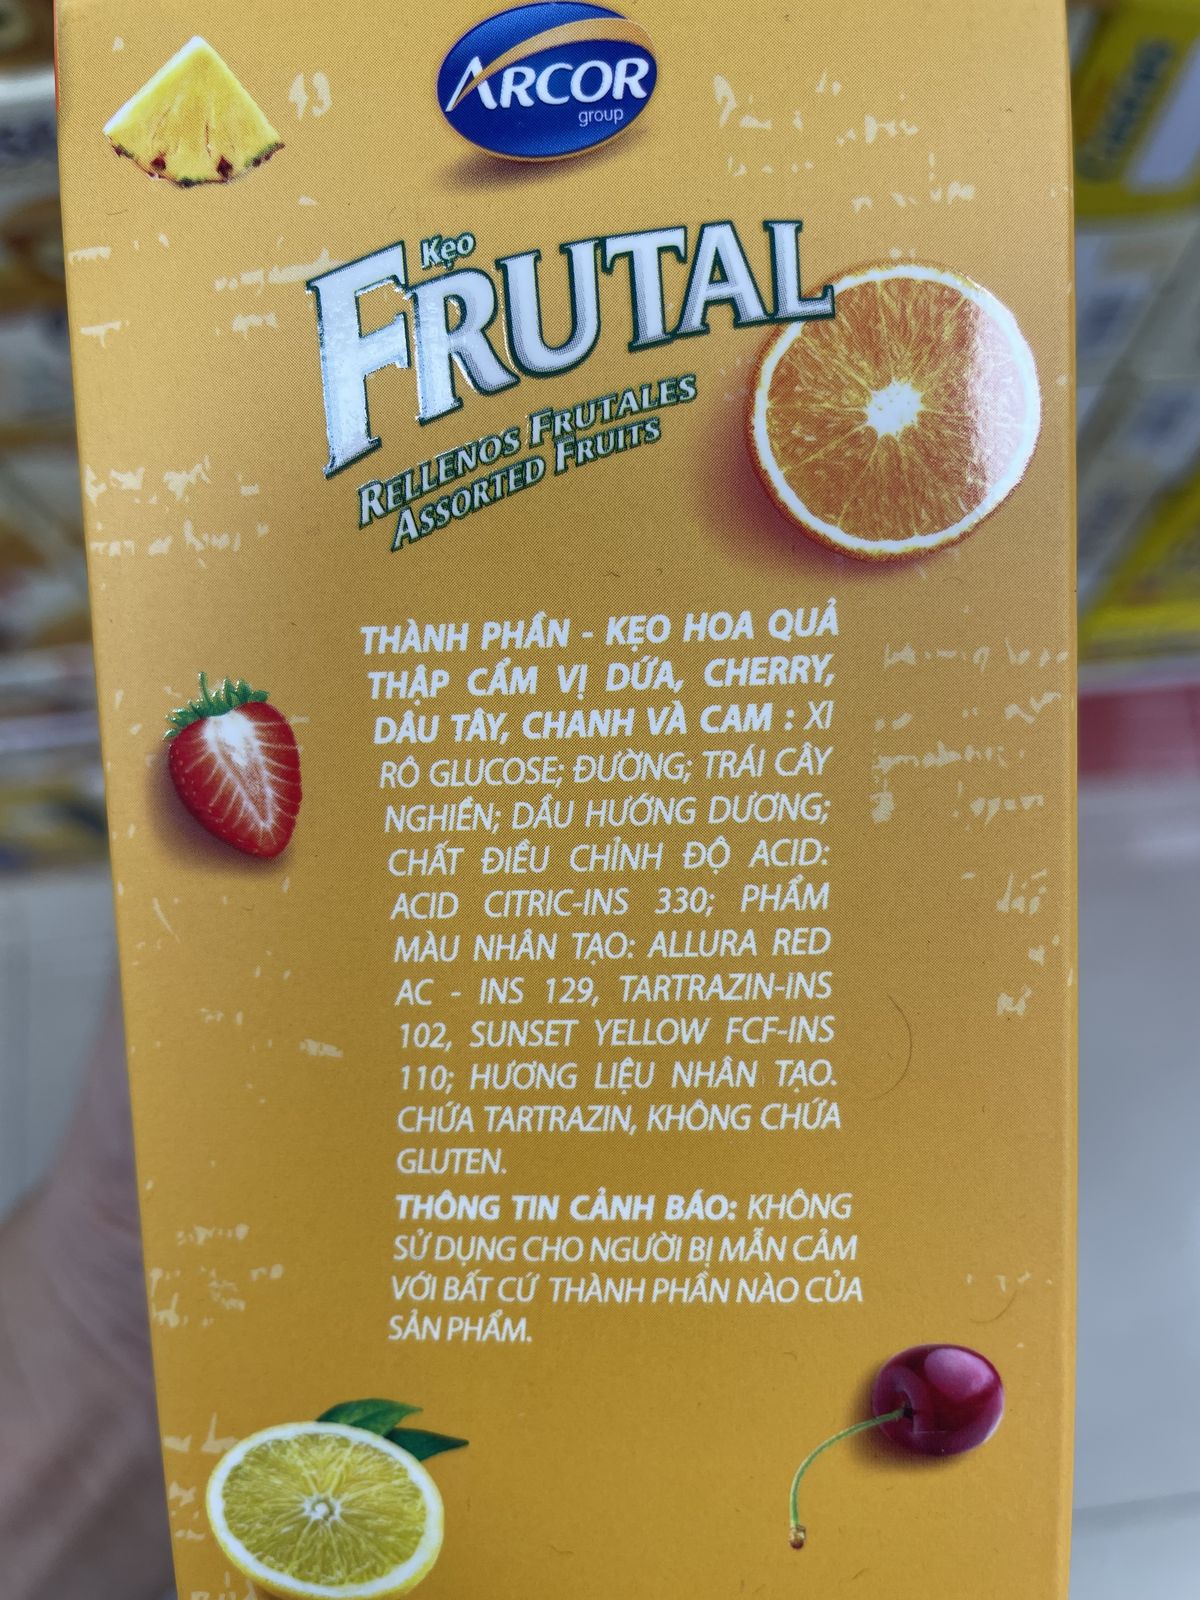 ARCOR
group
Kẹo
FRUTAL
RELLENOS FRUTALES
ASSORTED FRUITS
THÀNH PHẦN - KẸO HOA QUẢ
THẬP CẨM VỊ DỨA, CHERRY,
DÂU TÂY, CHANH VÀ CAM : XI
RÔ GLUCOSE; ĐƯỜNG; TRÁI CÂY
NGHIỀN; DẦU HƯỚNG DƯƠNG;
CHẤT ĐIỀU CHỈNH ĐỘ ACID:
ACID CITRIC-INS 330; PHẨM
MÀU NHÂN TẠO: ALLURA RED
AC - INS 129, TARTRAZIN-INS
102, SUNSET YELLOW FCF-INS
110; HƯƠNG LIỆU NHÂN TẠO.
CHỨA TARTRAZIN, KHÔNG CHỨA
GLUTEN.
THÔNG TIN CẢNH BÁO: KHÔNG
SỬ DỤNG CHO NGƯỜI BỊ MẪN CẢM
VỚI BẤT CỨ THÀNH PHẦN NÀO CỦA
SẢN PHẨM.